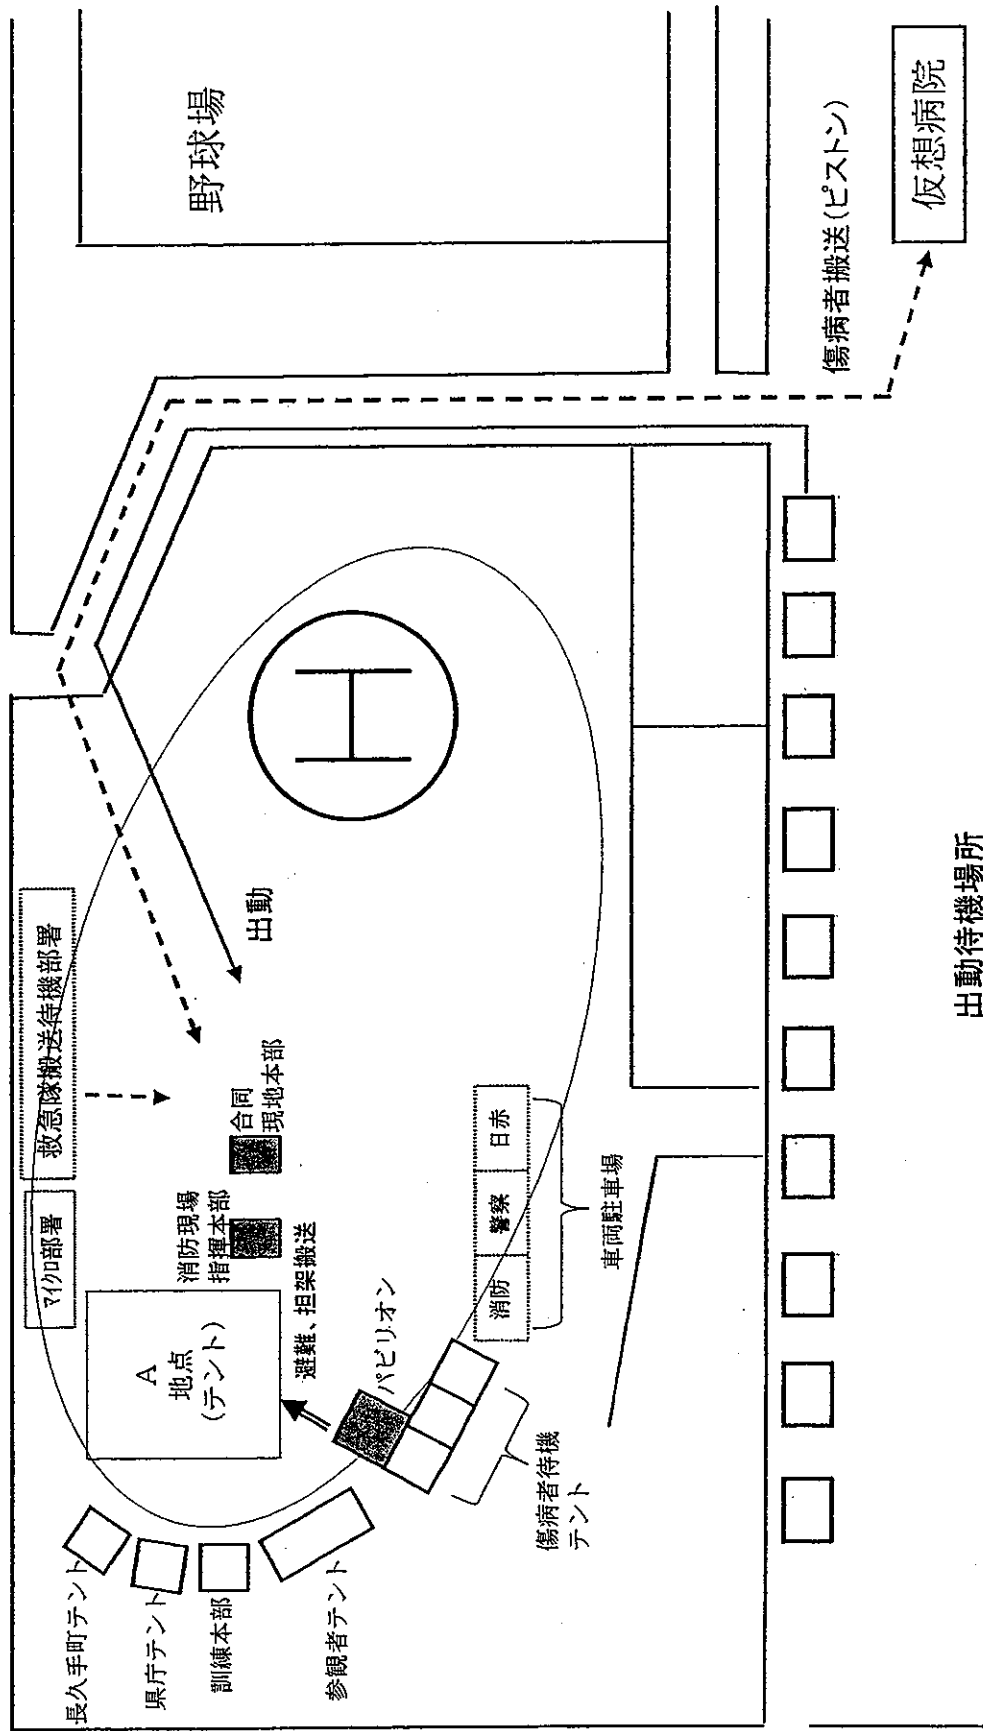 野球場
傷病者搬送(ピストン)
仮想病院
救急隊搬送待機部署
マイクロ部署
出動
合同
現地本部
消防現場
指揮本部
A
地点
(テント)
避難、担架搬送
パビリオン
H
日赤
警察
消防
車両駐車場
傷病者待機
テント
長久手町テント
県庁テント
訓練本部
参観者テント
出動待機場所